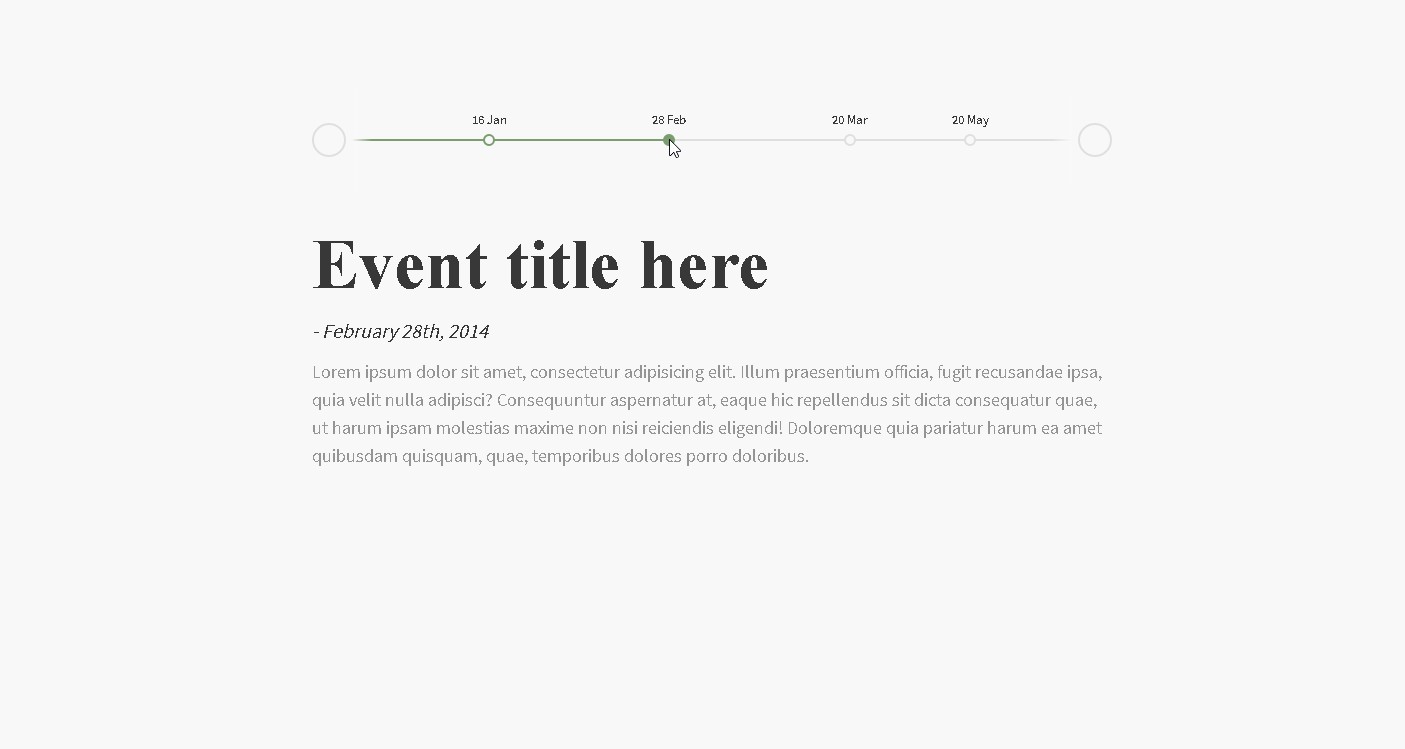 16 Jan 28 Feb 20 Mar 20 May
Event title here
- February 28th, 2014
Lorem ipsum dolor sit amet, consectetur adipisicing elit. Illum praesentium officia, fugit recusandae ipsa,
quia velit nulla adipisci? Consequuntur aspernatur at, eaque hic repellendus sit dicta consequatur quae,
ut harum ipsam molestias maxime non nisi reiciendis eligendi! Doloremque quia pariatur harum ea amet
quibusdam quisquam, quae, temporibus dolores porro doloribus.